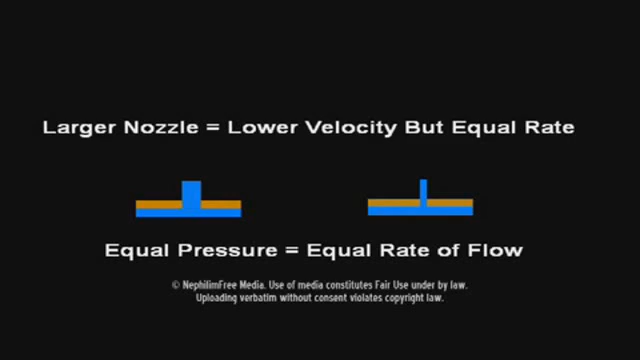 Larger Nozzle = Lower Velocity But Equal Rate
Equal Pressure = Equal Rate of Flow
© NephilimFree Media. Use of media constitutes Fair Use under by law.
Uploading verbatim without consent violates copyright law.